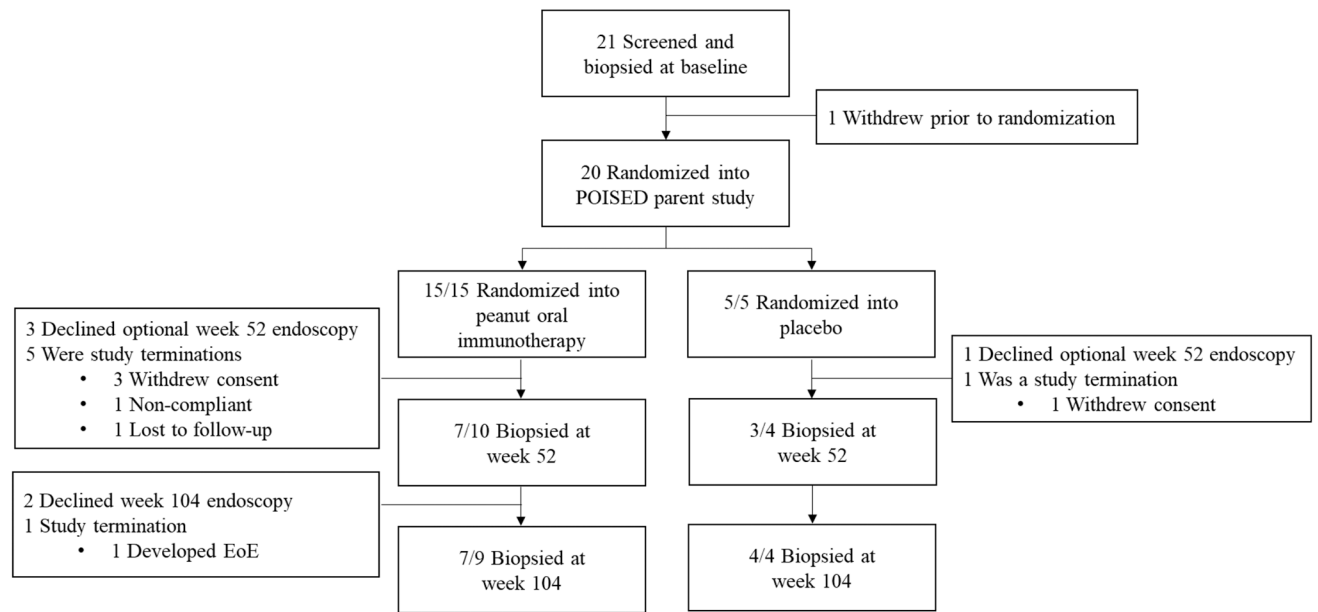 21 Screened and
biopsied at baseline
1 Withdrew prior to randomization
20 Randomized into
POISED parent study
15/15 Randomized into
peanut oral
immunotherapy
5/5 Randomized into
placebo
3 Declined optional week 52 endoscopy
5 Were study terminations
• 3 Withdrew consent
• 1 Non-compliant
• 1 Lost to follow-up
1 Declined optional week 52 endoscopy
1 Was a study termination
• 1 Withdrew consent
7/10 Biopsied at
week 52
3/4 Biopsied at
week 52
2 Declined week 104 endoscopy
1 Study termination
• 1 Developed EoE
7/9 Biopsied at
week 104
4/4 Biopsied at
week 104